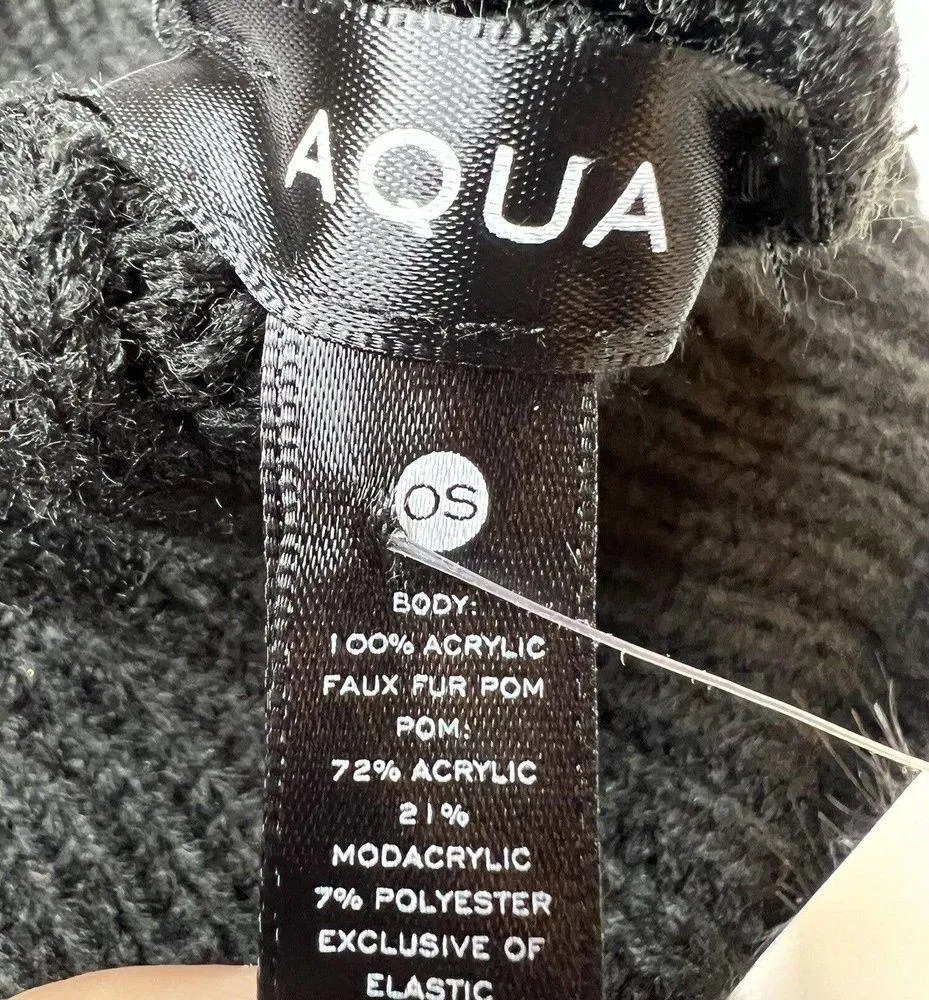 AQUA
OS
BODY:
100% ACRYLIC
FAUX FUR POM
POM:
72% ACRYLIC
21%
MODACRYLIC
7% POLYESTER
EXCLUSIVE OF
ELASTIC